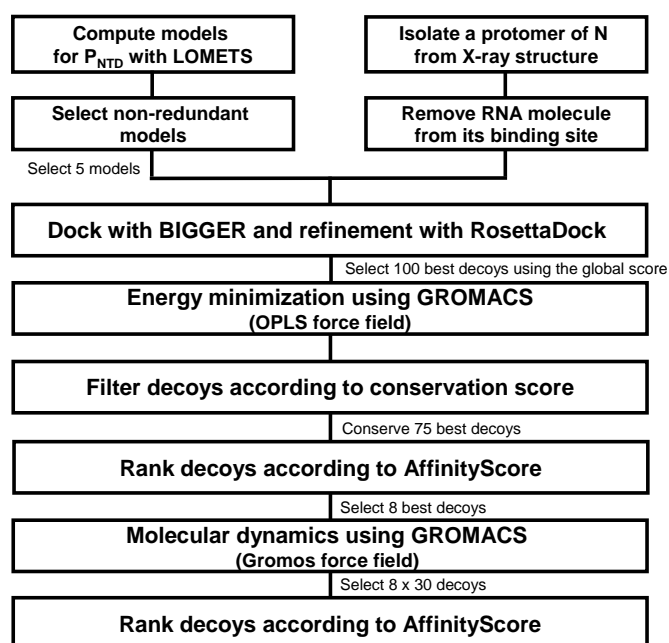 Compute models
for PNTD with LOMETS
Isolate a protomer of N
from X-ray structure
Select non-redundant
models
Remove RNA molecule
from its binding site
Select 5 models
Dock with BIGGER and refinement with RosettaDock
Select 100 best decoys using the global score
Energy minimization using GROMACS
(OPLS force field)
Filter decoys according to conservation score
Conserve 75 best decoys
Rank decoys according to AffinityScore
Select 8 best decoys
Molecular dynamics using GROMACS
(Gromos force field)
Select 8 x 30 decoys
Rank decoys according to AffinityScore